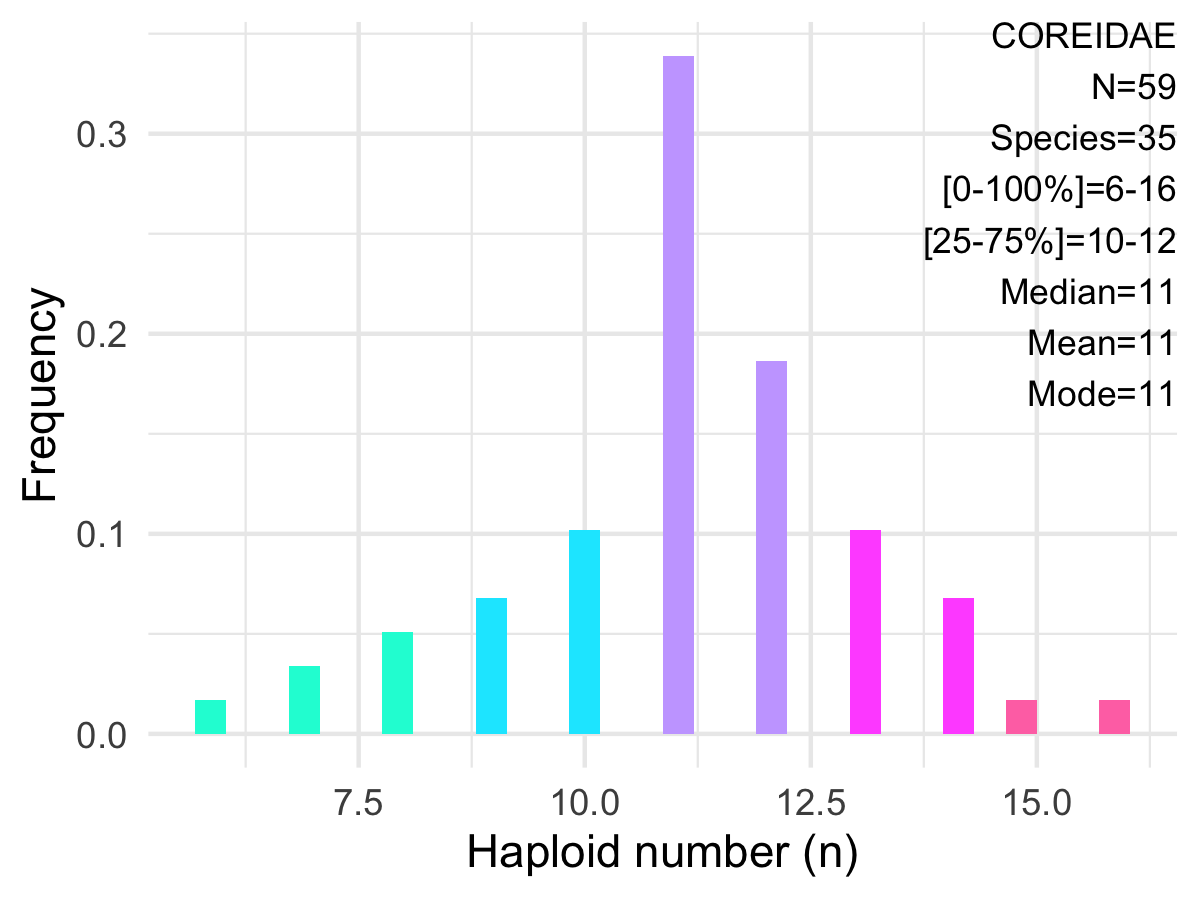 COREIDAE
N=59
Species=35
[0-100%]=6-16
[25-75%]=10-12
Median=11
Mean=11
Mode=11
Frequency
0.3
0.2
0.1
0.0
7.5 10.0 12.5 15.0
Haploid number (n)